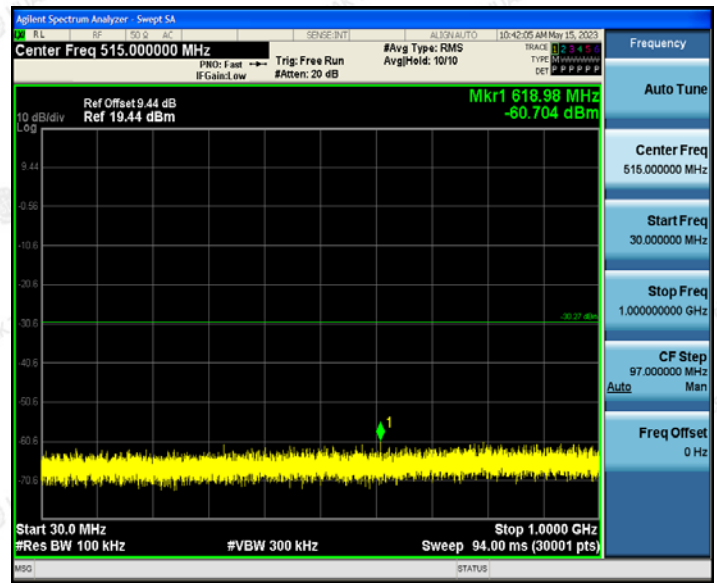 Agilent Spectrum Analyzer - Swept SA
RL RF 50 Ω AC SENSE:INT ALIGNAUTO 10:42:05 AM May 15, 2023
Center Freq 515.000000 MHz
PNO: Fast
IFGain:Low
Trig: Free Run
#Atten: 20 dB
#Avg Type: RMS
Avg|Hold: 10/10
TRACE 1 2 3 4 5 6
TYPE MWWWWW
DET P P P P P P
Frequency
Mkr1 618.98 MHz
-60.704 dBm
Ref Offset 9.44 dB
10 dB/div Ref 19.44 dBm
Log
9.44
-0.56
-10.6
-20.6
-30.6
-30.27 dBm
-40.6
-50.6
-60.6
-70.6
1
Start 30.0 MHz Stop 1.0000 GHz
#Res BW 100 kHz #VBW 300 kHz Sweep 94.00 ms (30001 pts)
MSG STATUS
Auto Tune
Center Freq
515.000000 MHz
Start Freq
30.000000 MHz
Stop Freq
1.000000000 GHz
CF Step
97.000000 MHz
Auto Man
Freq Offset
0 Hz